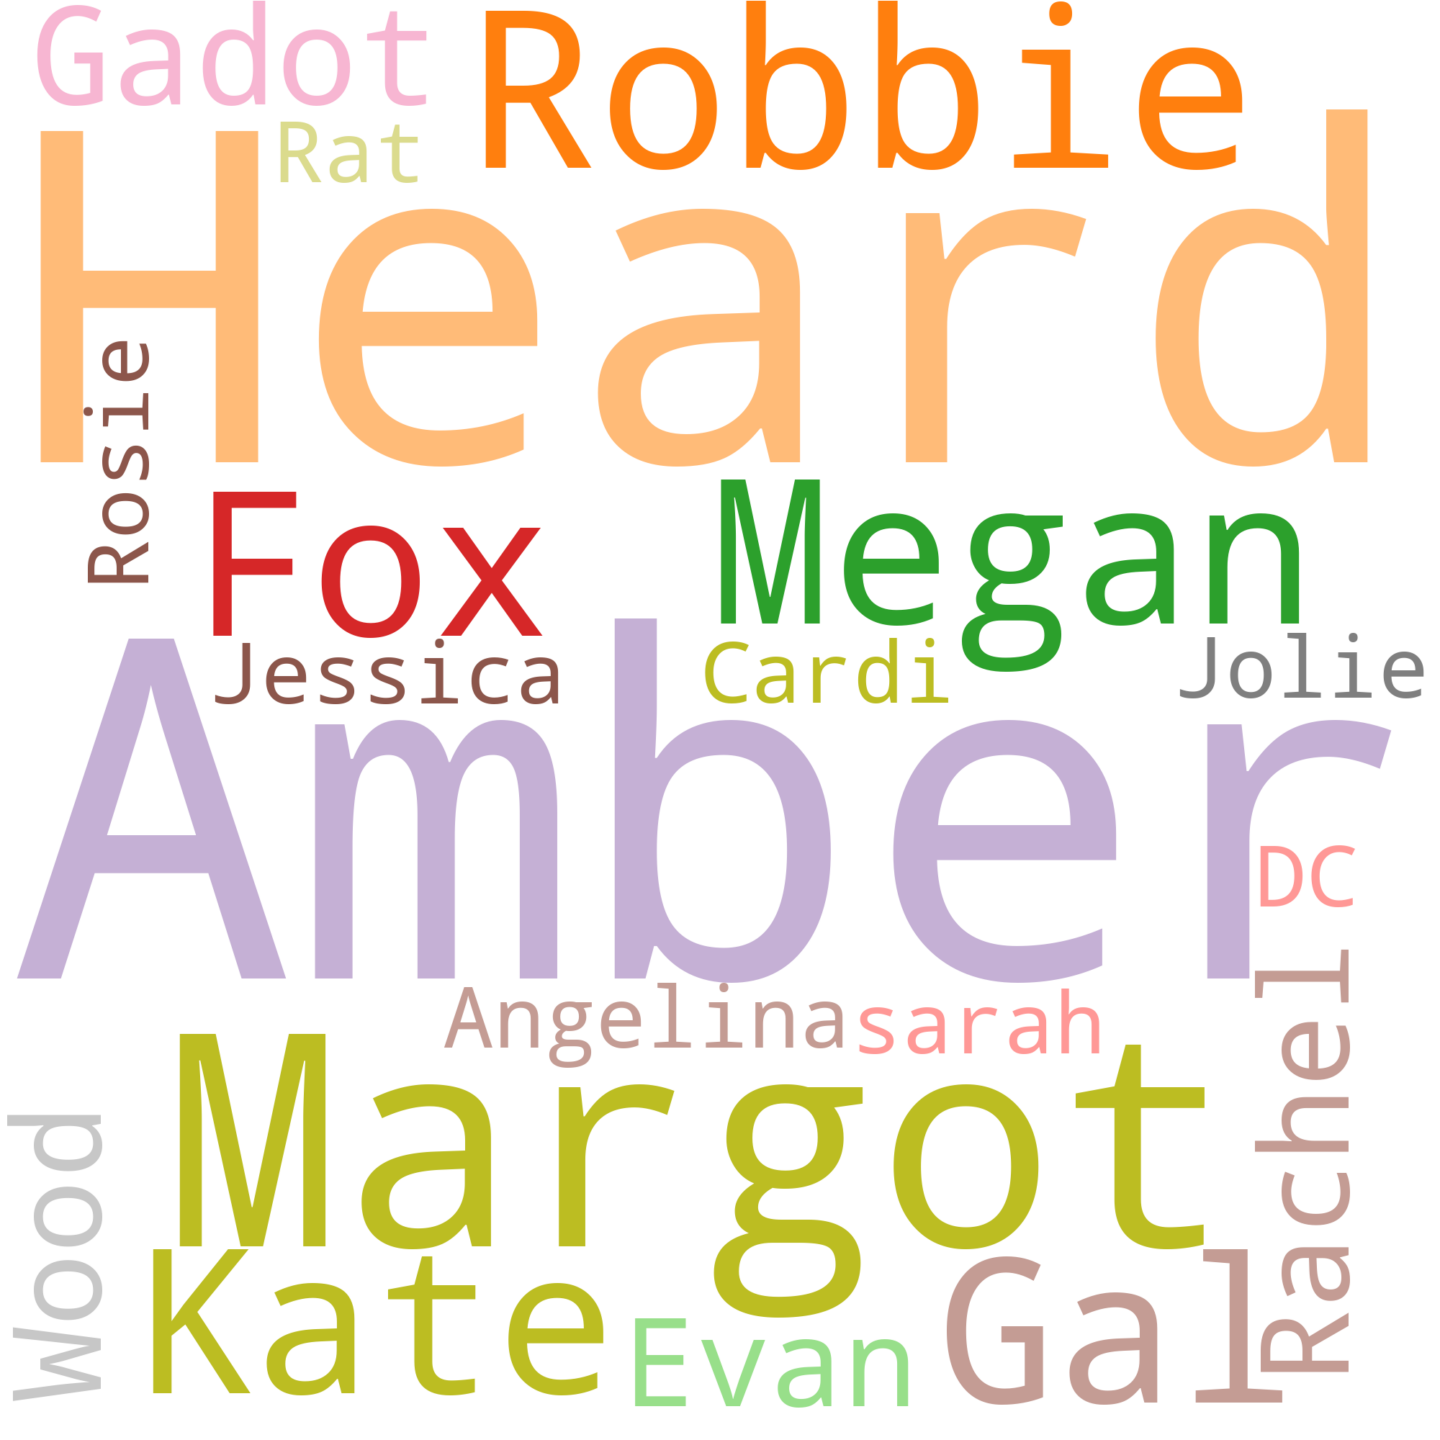 Gadot Robbie
Rat
Heard
Rosie
Fox Megan
Jessica Cardi Jolie
Amber
DC
Angelina sarah
Rachel
Margot
Wood
Kate Evan Gal